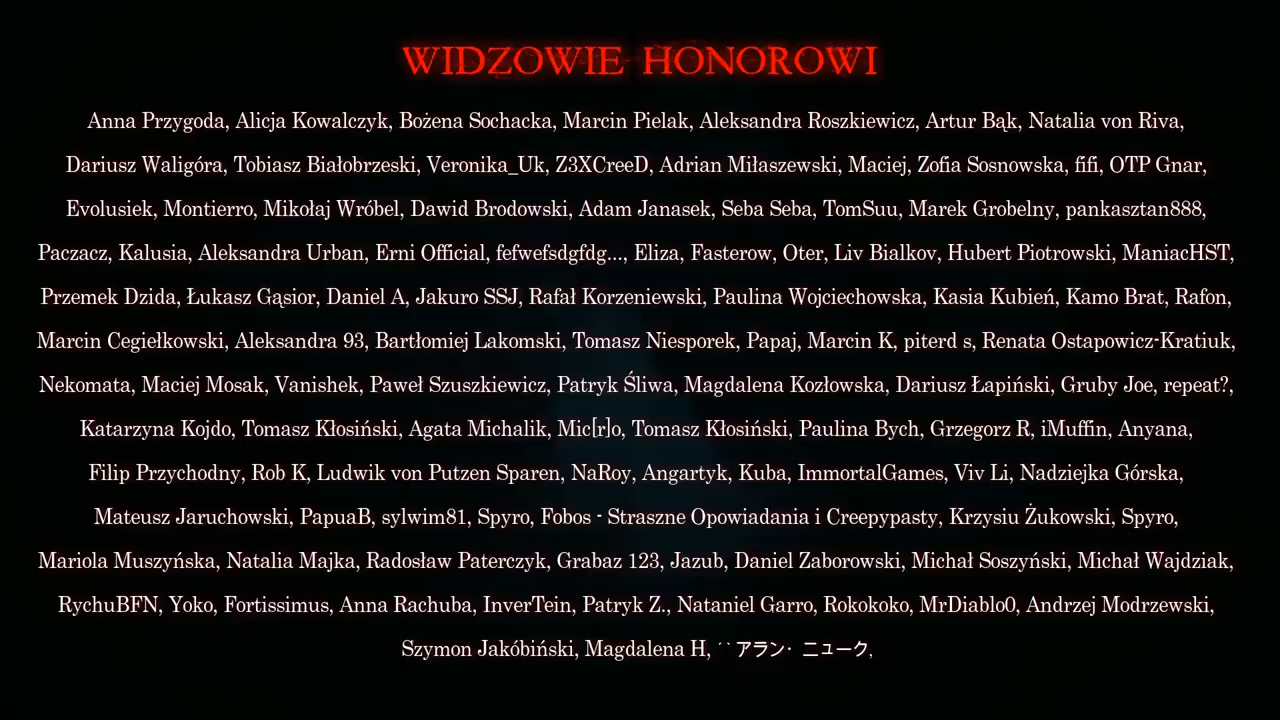 WIDZOWIE HONOROWI
Anna Przygoda, Alicja Kowalczyk, Bożena Sochacka, Marcin Pielak, Aleksandra Roszkiewicz, Artur Bąk, Natalia von Riva,
Dariusz Waligóra, Tobiasz Białobrzeski, Veronika_Uk, Z3XCreeD, Adrian Miłaszewski, Maciej, Zofia Sosnowska, fifi, OTP Gnar,
Evolusiek, Montierro, Mikołaj Wróbel, Dawid Brodowski, Adam Janasek, Seba Seba, TomSuu, Marek Grobelny, pankasztan888,
Paczacz, Kalusia, Aleksandra Urban, Erni Official, fefwefsdgfdg..., Eliza, Fasterow, Oter, Liv Bialkov, Hubert Piotrowski, ManiacHST,
Przemek Dzida, Łukasz Gąsior, Daniel A, Jakuro SSJ, Rafał Korzeniewski, Paulina Wojciechowska, Kasia Kubień, Kamo Brat, Rafon,
Marcin Cegiełkowski, Aleksandra 93, Bartłomiej Lakomski, Tomasz Niesporek, Papaj, Marcin K, piterd s, Renata Ostapowicz-Kratiuk,
Nekomata, Maciej Mosak, Vanishek, Paweł Szuszkiewicz, Patryk Śliwa, Magdalena Kozłowska, Dariusz Łapiński, Gruby Joe, repeat?,
Katarzyna Kojdo, Tomasz Kłosiński, Agata Michalik, Mic[r]o, Tomasz Kłosiński, Paulina Bych, Grzegorz R, iMuffin, Anyana,
Filip Przychodny, Rob K, Ludwik von Putzen Sparen, NaRoy, Angartyk, Kuba, ImmortalGames, Viv Li, Nadziejka Górska,
Mateusz Jaruchowski, PapuaB, sylwim81, Spyro, Fobos - Straszne Opowiadania i Creepypasty, Krzysiu Żukowski, Spyro,
Mariola Muszyńska, Natalia Majka, Radosław Paterczyk, Grabaz 123, Jazub, Daniel Zaborowski, Michał Soszyński, Michał Wajdziak,
RychuBFN, Yoko, Fortissimus, Anna Rachuba, InverTein, Patryk Z., Nataniel Garro, Rokokoko, MrDiablo0, Andrzej Modrzewski,
Szymon Jakóbiński, Magdalena H, ´` アラン・ニューク,